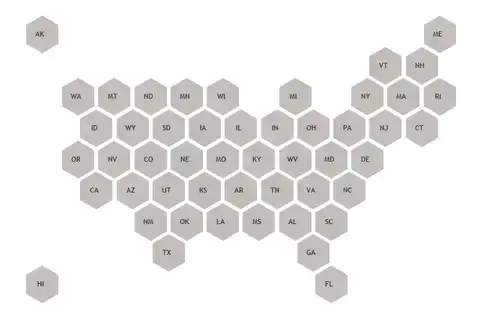 AK ME
VT NH
WA MT ND MN WI MI NY MA RI
ID WY SD IA IL IN OH PA NJ CT
OR NV CO NE MO KY WV MD DE
CA AZ UT KS AR TN VA NC
NM OK LA MS AL SC
TX GA
HI FL